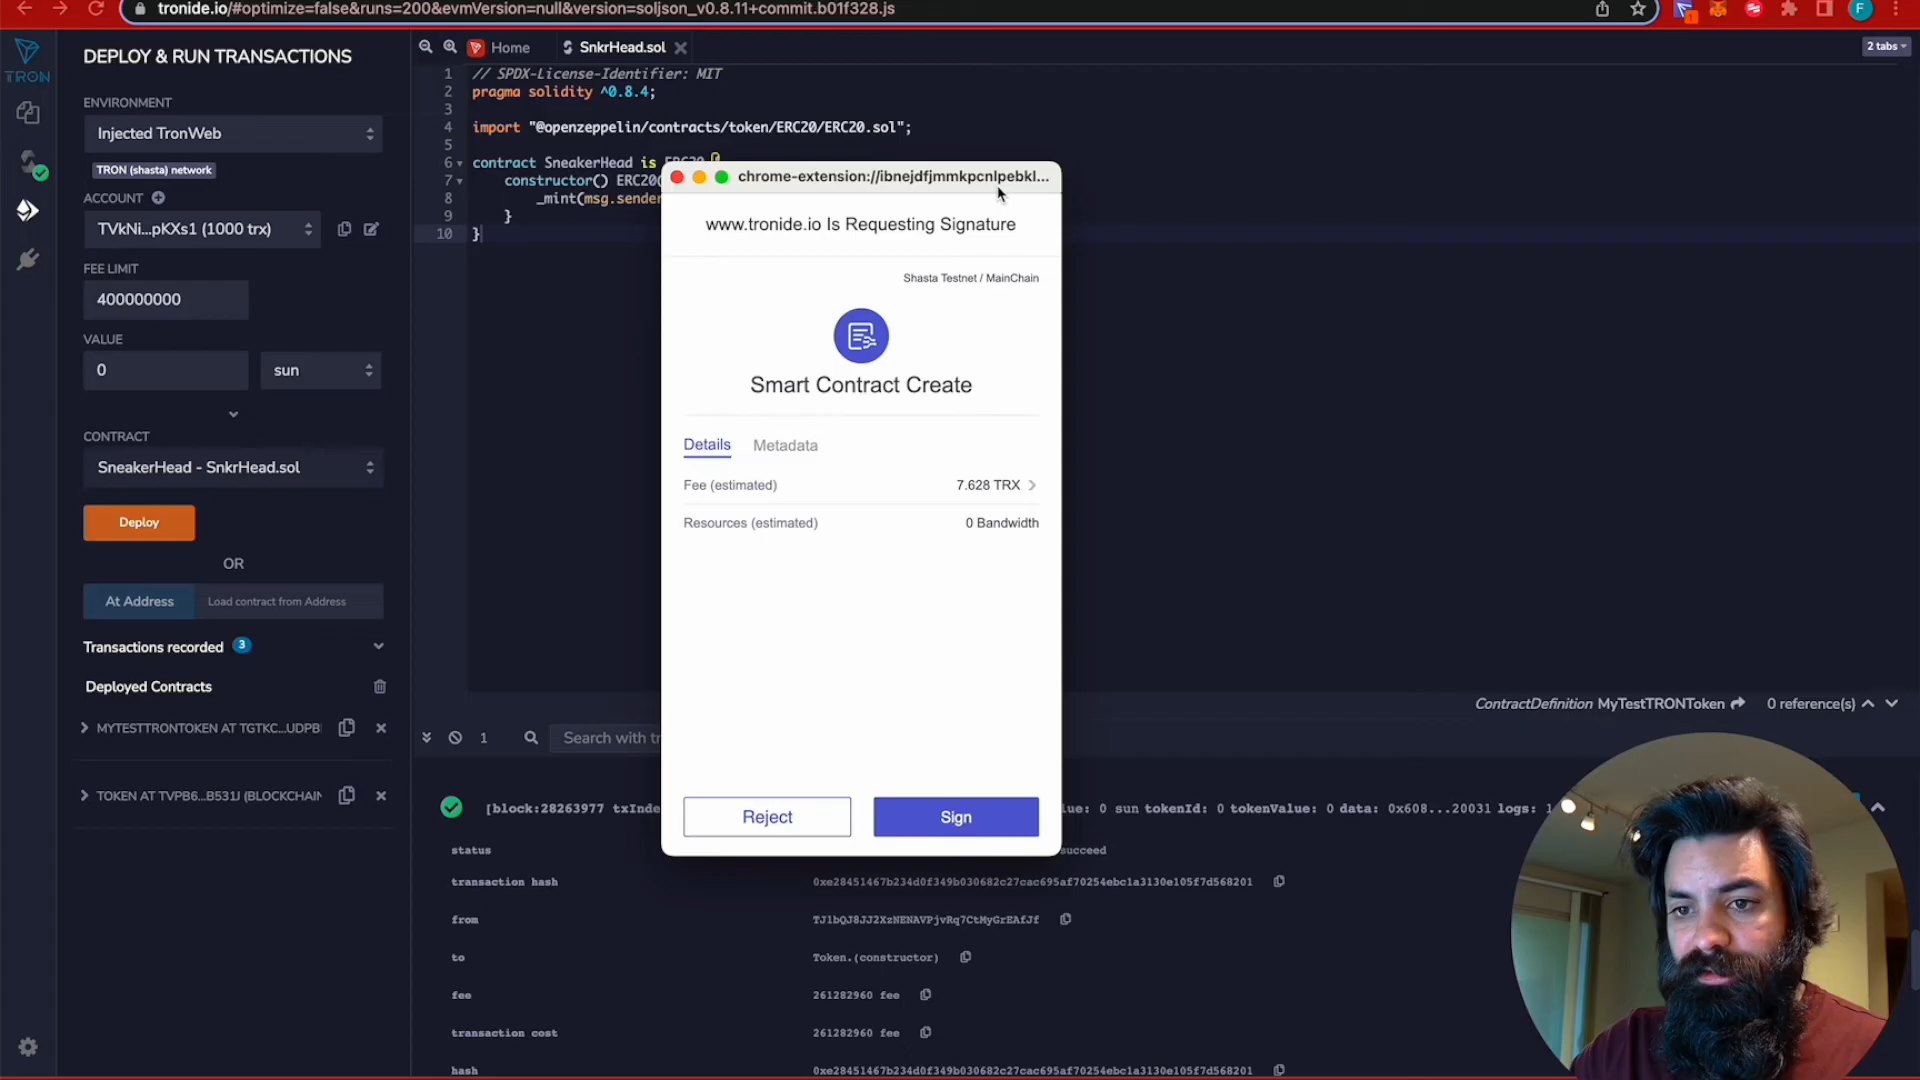 tronide.io/#optimize=false&runs=200&evmVersion=null&version=soljson_v0.8.11+commit.b01f328.js
F
TRON
DEPLOY & RUN TRANSACTIONS
ENVIRONMENT
Injected TronWeb
TRON (shasta) network
ACCOUNT
TVkNi...pKXs1 (1000 trx)
FEE LIMIT
400000000
VALUE
0
sun
CONTRACT
SneakerHead - SnkrHead.sol
Deploy
OR
At Address
Load contract from Address
Transactions recorded 3
Deployed Contracts
MYTESTTRONTOKEN AT TGTKC...UDPB
TOKEN AT TVPB6...B531J (BLOCKCHAIN
Home
SnkrHead.sol
2 tabs
1 // SPDX-License-Identifier: MIT
2 pragma solidity ^0.8.4;
3
4 import "@openzeppelin/contracts/token/ERC20/ERC20.sol";
5
6 contract SneakerHead is ERC20 {
7 constructor() ERC20(
8 _mint(msg.sender
9 }
10 }
chrome-extension://ibnejdfjmmkpcnlpebkl...
www.tronide.io Is Requesting Signature
Shasta Testnet / MainChain
Smart Contract Create
Details
Metadata
Fee (estimated)
7.628 TRX
Resources (estimated)
0 Bandwidth
Reject
Sign
ContractDefinition MyTestTRONToken
0 reference(s)
1
Search with tr
[block:28263977 txInde
lue: 0 sun tokenId: 0 tokenValue: 0 data: 0x608...20031 logs: 1
status
succeed
transaction hash
0xe28451467b234d0f349b030682c27cac695af70254ebc1a3130e105f7d568201
from
TJ1bQJ8JJ2XzNENAVPjvRq7CtMyGrEAfJf
to
Token.(constructor)
fee
261282960 fee
transaction cost
261282960 fee
hash
0xe28451467b234d0f349b030682c27cac695af70254ebc1a3130e105f7d568201